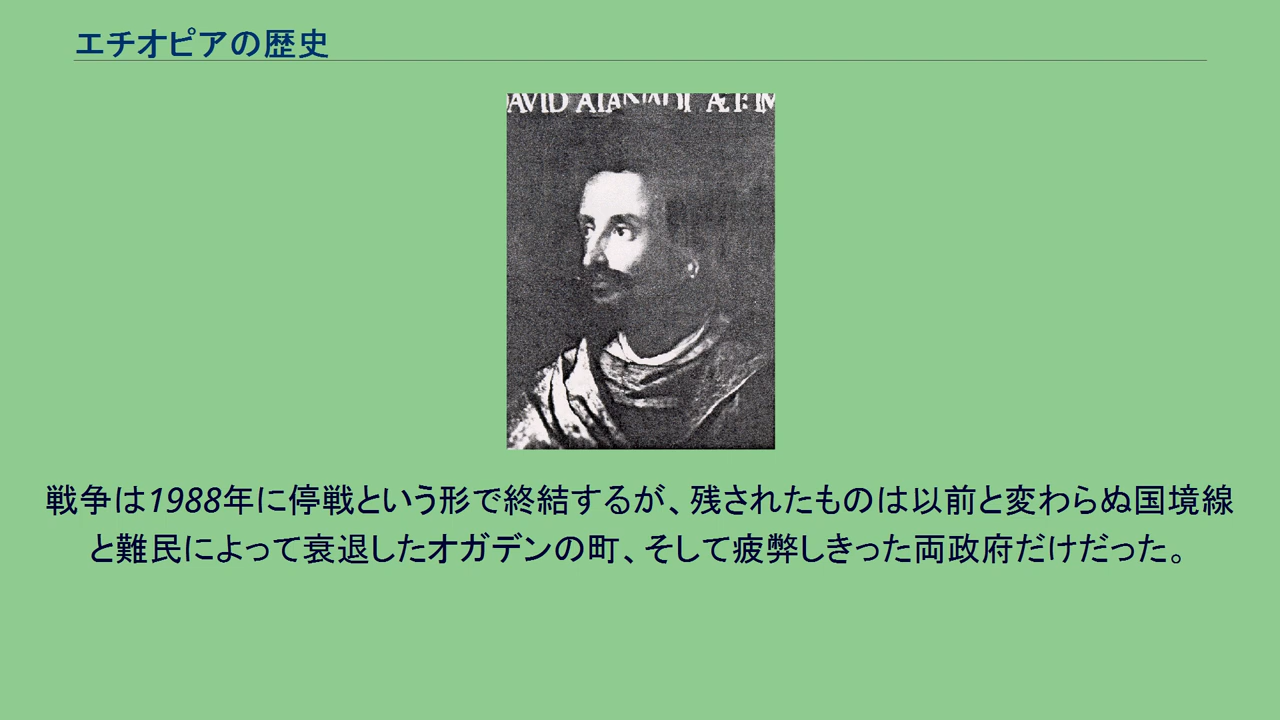 エチオピアの歴史
DAVID
戦争は1988年に停戦という形で終結するが、残されたものは以前と変わらぬ国境線
と難民によって衰退したオガデンの町、そして疲弊しきった両政府だけだった。